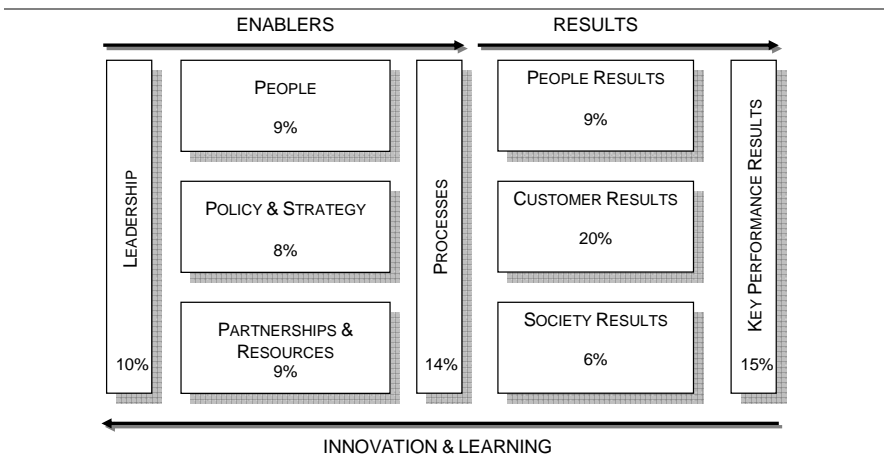 ENABLERS
RESULTS
LEADERSHIP
10%
PEOPLE
9%
POLICY & STRATEGY
8%
PARTNERSHIPS &
RESOURCES
9%
PROCESSES
14%
PEOPLE RESULTS
9%
CUSTOMER RESULTS
20%
SOCIETY RESULTS
6%
KEY PERFORMANCE RESULTS
15%
INNOVATION & LEARNING